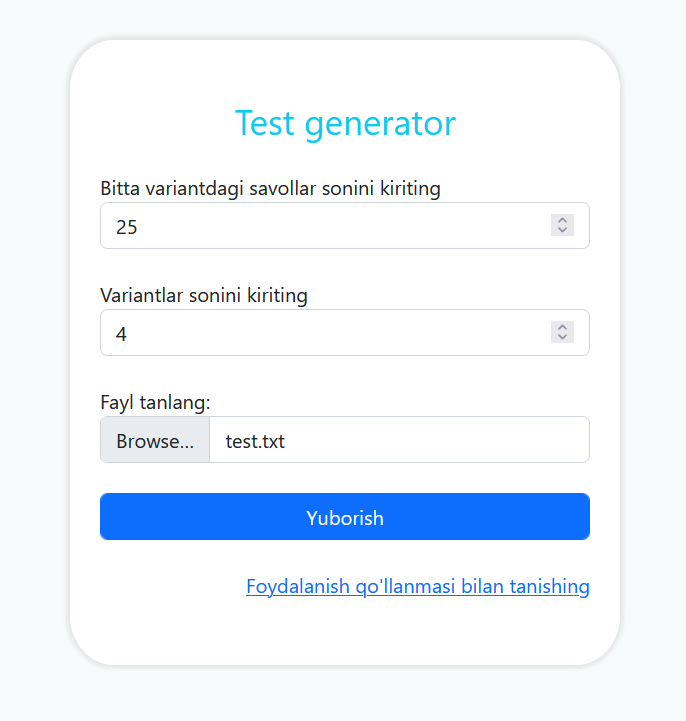 Test generator
Bitta variantdagi savollar sonini kiriting
25
Variantlar sonini kiriting
4
Fayl tanlang:
Browse... test.txt
Yuborish
Foydalanish qo'llanmasi bilan tanishing